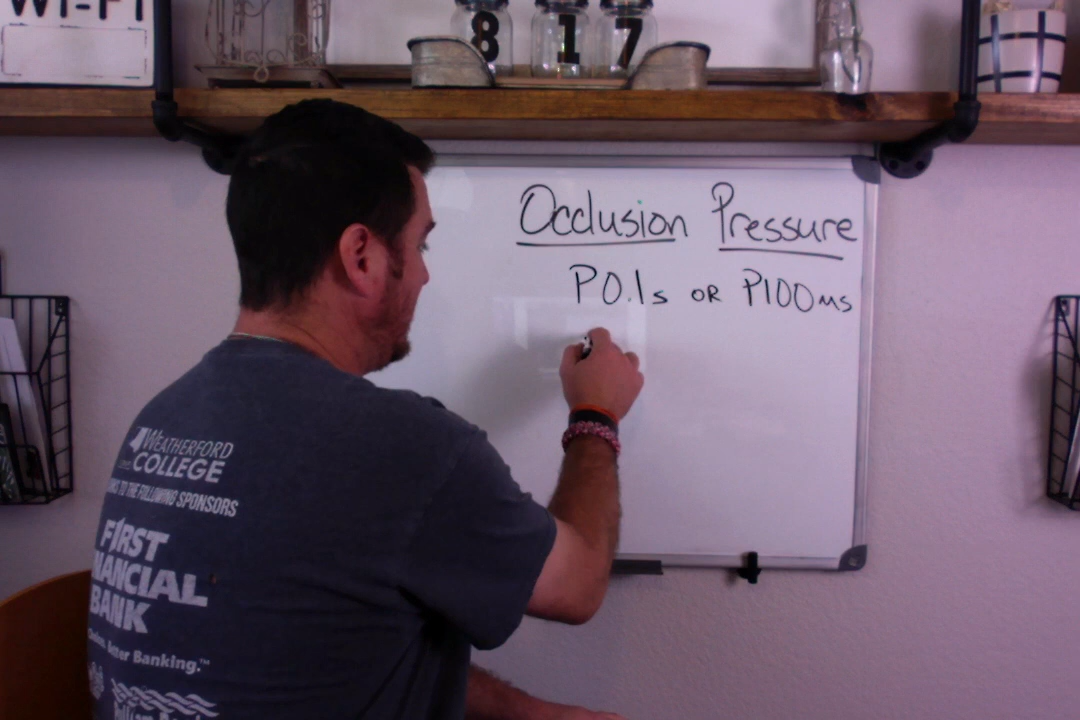 WI-FI
8 1 7
Occlusion Pressure
P0.1s OR P100ms
WEATHERFORD
COLLEGE
TO THE FOLLOWING SPONSORS
FIRST
FINANCIAL
BANK
Better Banking.™